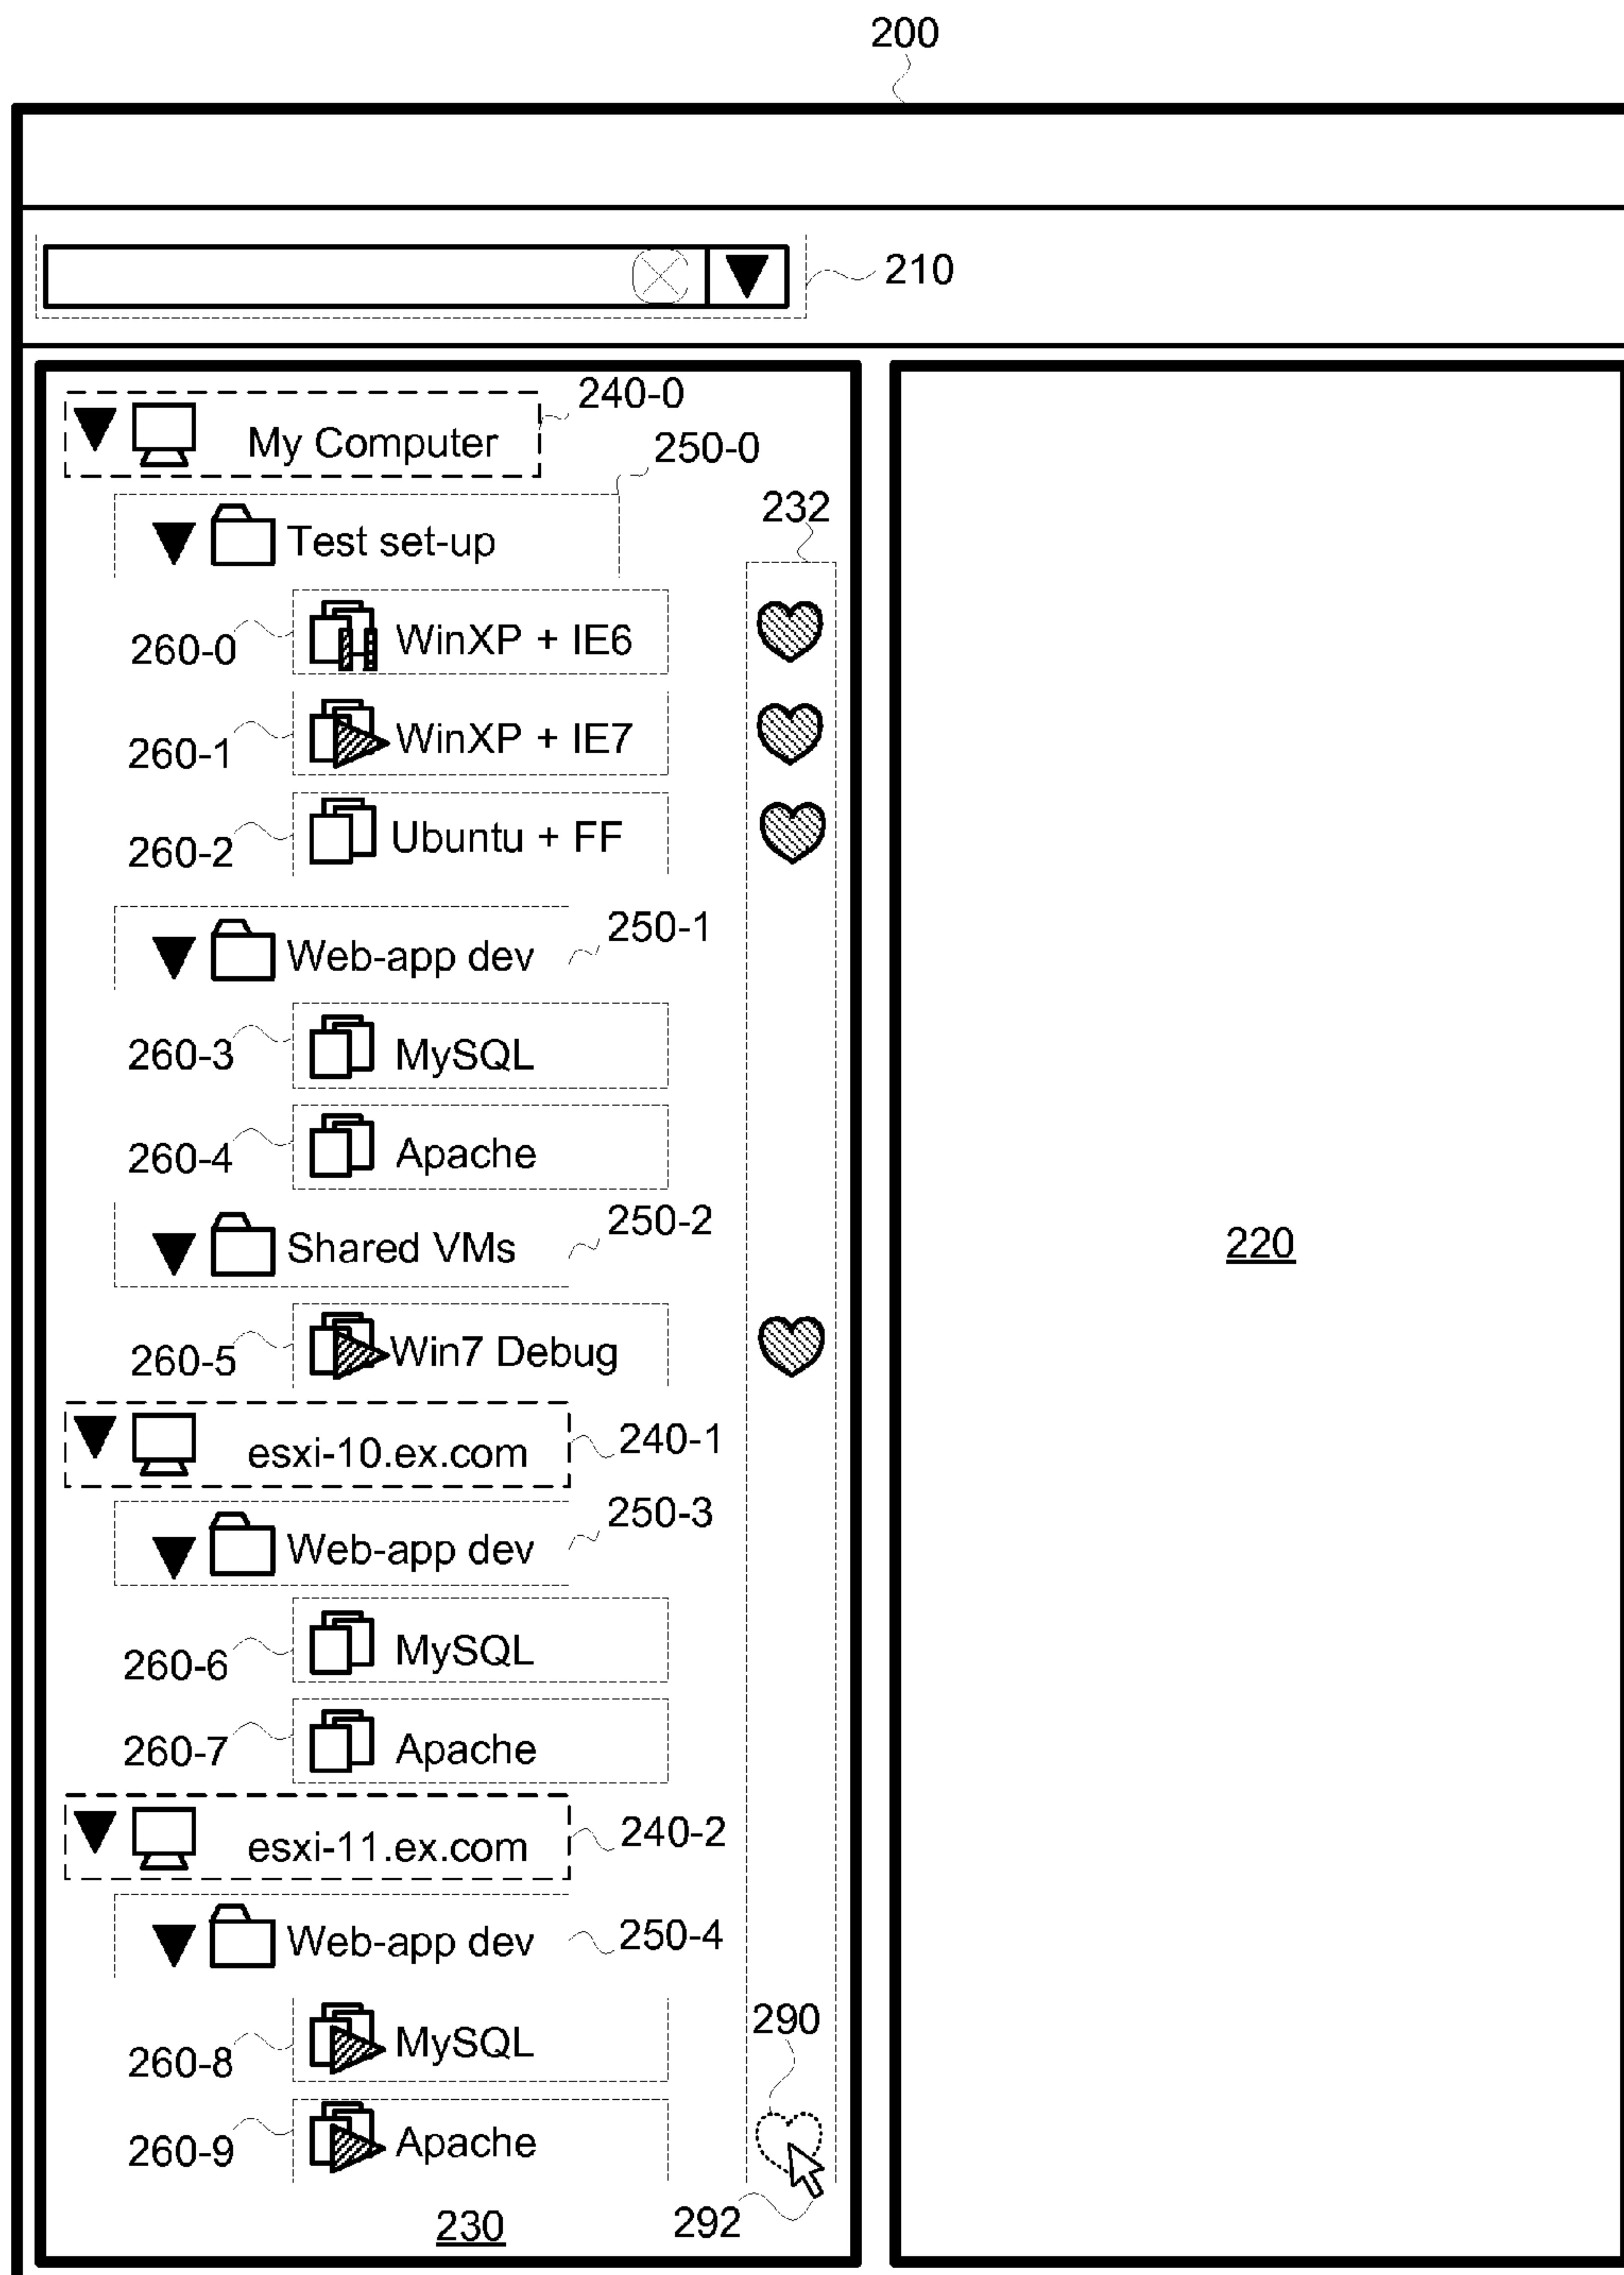 200
210
My Computer 240-0
250-0
Test set-up 232
260-0 WinXP + IE6
260-1 WinXP + IE7
260-2 Ubuntu + FF
Web-app dev 250-1
260-3 MySQL
260-4 Apache
Shared VMs 250-2
220
260-5 Win7 Debug
esxi-10.ex.com 240-1
Web-app dev 250-3
260-6 MySQL
260-7 Apache
esxi-11.ex.com 240-2
Web-app dev 250-4
290
260-8 MySQL
260-9 Apache
230 292